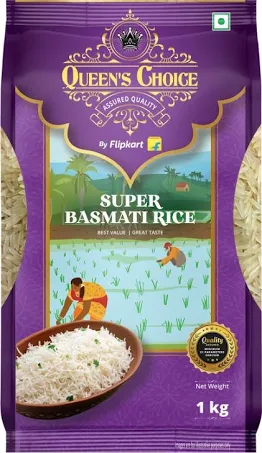 QUEEN'S CHOICE
ASSURED QUALITY
By Flipkart
SUPER
BASMATI RICE
BEST VALUE | GREAT TASTE
Quality
Net Weight
1 kg